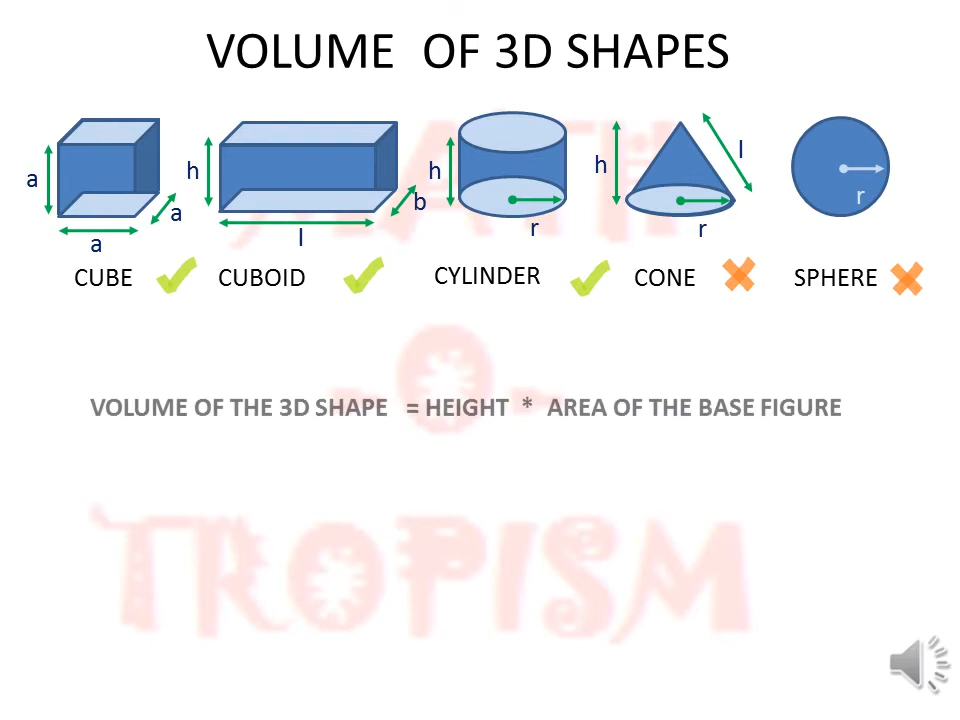 VOLUME OF 3D SHAPES
a
a
a
h
b
l
h
r
h
l
r
r
CUBE
CUBOID
CYLINDER
CONE
SPHERE
MATH
-O-
VOLUME OF THE 3D SHAPE = HEIGHT * AREA OF THE BASE FIGURE
TROPISM